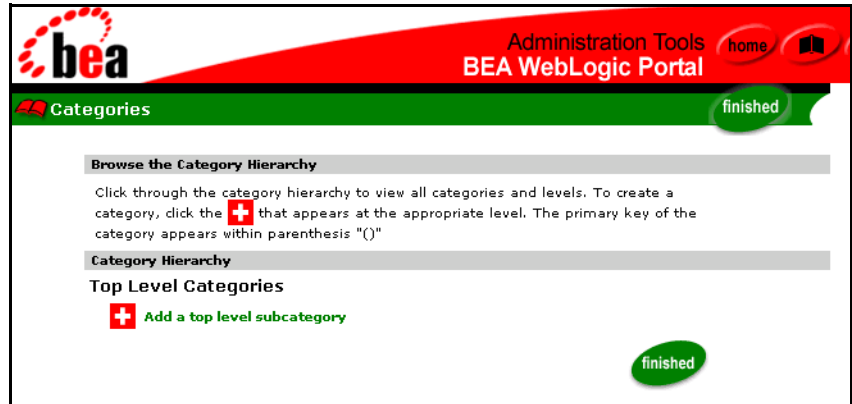 bea
Administration Tools
BEA WebLogic Portal
home
Categories
finished
Browse the Category Hierarchy
Click through the category hierarchy to view all categories and levels. To create a
category, click the that appears at the appropriate level. The primary key of the
category appears within parenthesis "()"
Category Hierarchy
Top Level Categories
Add a top level subcategory
finished